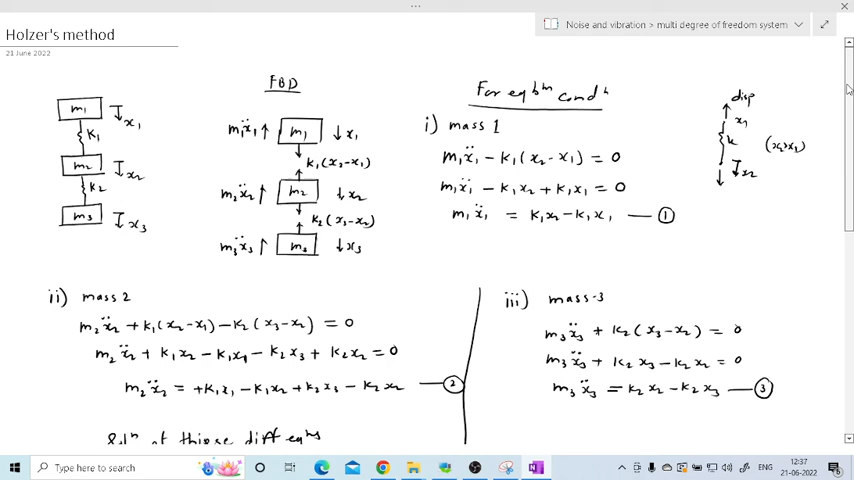 Noise and vibration > multi degree of freedom system
Holzer's method
21 June 2022
FBD
For eqbᵐ condⁿ
m₁
x₁
k₁
m₂
x₂
k₂
m₃
x₃
m₁ẍ₁ ↑ m₁ ↓ x₁
k₁(x₂-x₁)
m₂ẍ₂ ↑ m₂ ↓ x₂
k₂(x₃-x₂)
m₃ẍ₃ ↑ m₃ ↓ x₃
i) mass 1
m₁ẍ₁ - k₁(x₂-x₁) = 0
m₁ẍ₁ - k₁x₂ + k₁x₁ = 0
m₁ẍ₁ = k₁x₂ - k₁x₁ — ①
disp
x₁
k
x₂
ii) mass 2
m₂ẍ₂ + k₁(x₂-x₁) - k₂(x₃-x₂) = 0
m₂ẍ₂ + k₁x₂ - k₁x₁ - k₂x₃ + k₂x₂ = 0
m₂ẍ₂ = +k₁x₁ - k₁x₂ + k₂x₃ - k₂x₂ — ②
iii) mass-3
m₃ẍ₃ + k₂(x₃-x₂) = 0
m₃ẍ₃ + k₂x₃ - k₂x₂ = 0
m₃ẍ₃ = k₂x₂ - k₂x₃ — ③
Type here to search
ENG
12:37
21-06-2022